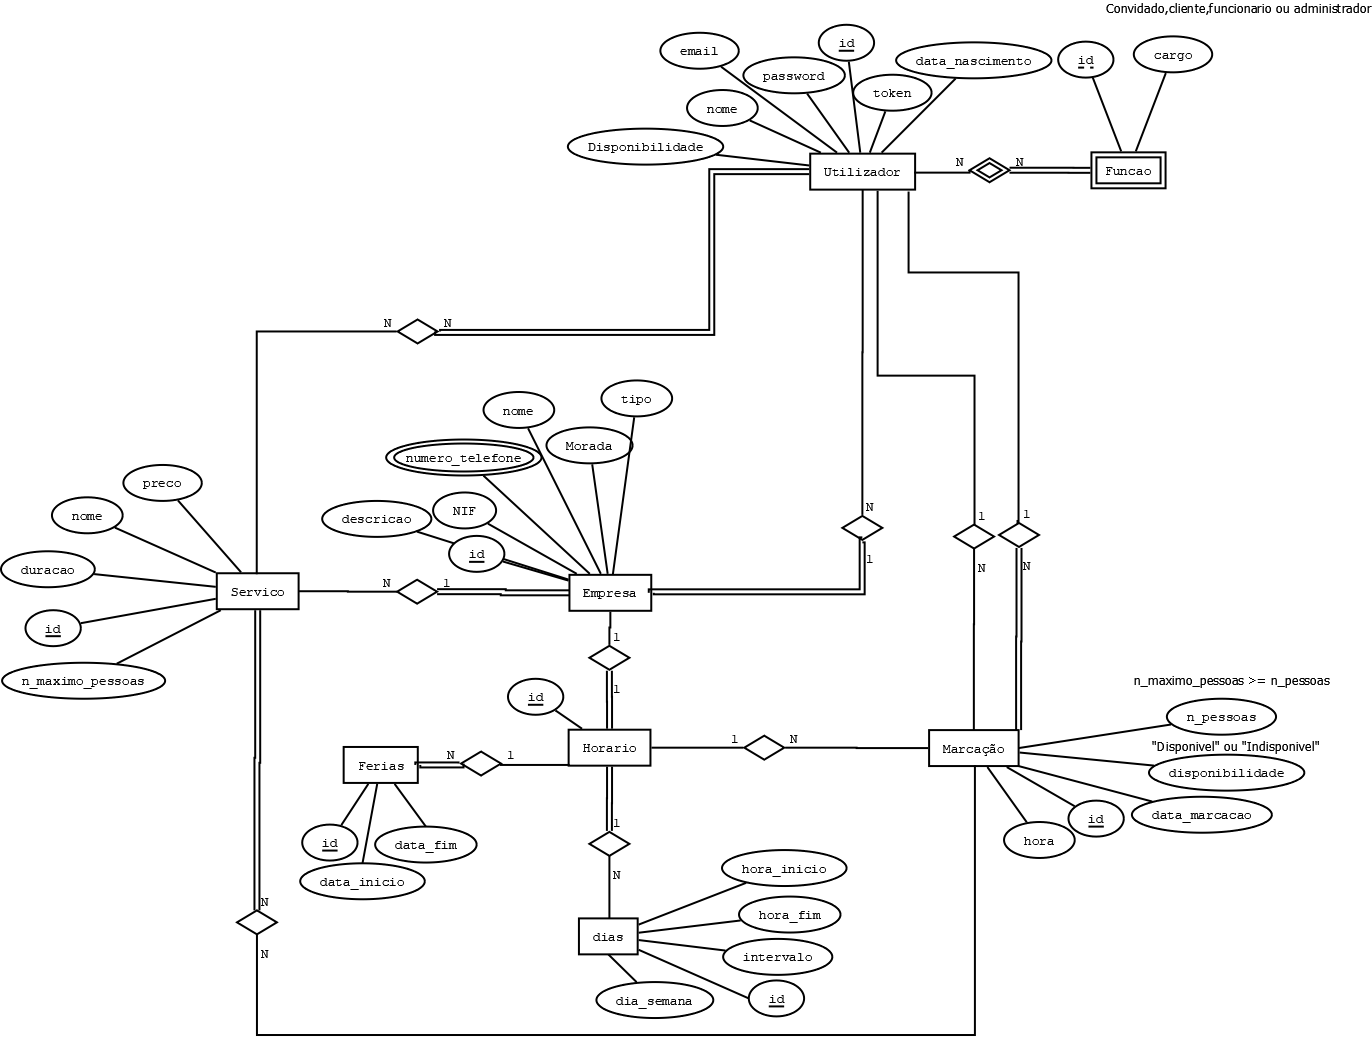 Convidado,cliente,funcionario ou administrador
id
email
data_nascimento
id
cargo
password
token
nome
Disponibilidade
N
N
Utilizador
Funcao
N
N
nome
tipo
Morada
numero_telefone
preco
nome
NIF
descricao
N
1
1
id
1
N
N
duracao
N
1
Servico
Empresa
id
1
n_maximo_pessoas
1
n_maximo_pessoas >= n_pessoas
id
n_pessoas
1
N
Horario
Marcação
"Disponivel" ou "Indisponivel"
N
1
Ferias
disponibilidade
data_marcacao
1
id
id
data_fim
hora
hora_inicio
N
data_inicio
N
hora_fim
dias
N
intervalo
dia_semana
id